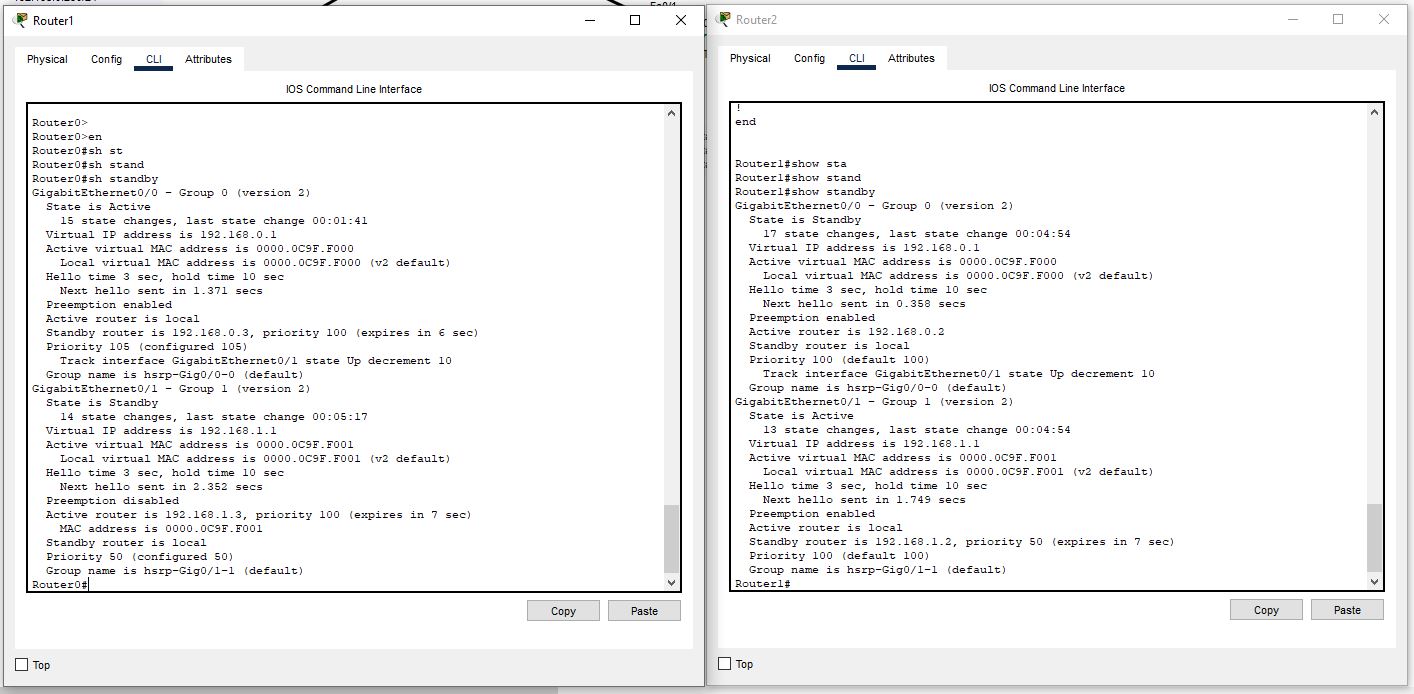 Router1
Physical Config CLI Attributes
IOS Command Line Interface
Router0>
Router0>en
Router0#sh st
Router0#sh stand
Router0#sh standby
GigabitEthernet0/0 - Group 0 (version 2)
State is Active
15 state changes, last state change 00:01:41
Virtual IP address is 192.168.0.1
Active virtual MAC address is 0000.0C9F.F000
Local virtual MAC address is 0000.0C9F.F000 (v2 default)
Hello time 3 sec, hold time 10 sec
Next hello sent in 1.371 secs
Preemption enabled
Active router is local
Standby router is 192.168.0.3, priority 100 (expires in 6 sec)
Priority 105 (configured 105)
Track interface GigabitEthernet0/1 state Up decrement 10
Group name is hsrp-Gig0/0-0 (default)
GigabitEthernet0/1 - Group 1 (version 2)
State is Standby
14 state changes, last state change 00:05:17
Virtual IP address is 192.168.1.1
Active virtual MAC address is 0000.0C9F.F001
Local virtual MAC address is 0000.0C9F.F001 (v2 default)
Hello time 3 sec, hold time 10 sec
Next hello sent in 2.352 secs
Preemption disabled
Active router is 192.168.1.3, priority 100 (expires in 7 sec)
MAC address is 0000.0C9F.F001
Standby router is local
Priority 50 (configured 50)
Group name is hsrp-Gig0/1-1 (default)
Router0#
Copy Paste
Top
Router2
Physical Config CLI Attributes
IOS Command Line Interface
!
end
Router1#show sta
Router1#show stand
Router1#show standby
GigabitEthernet0/0 - Group 0 (version 2)
State is Standby
17 state changes, last state change 00:04:54
Virtual IP address is 192.168.0.1
Active virtual MAC address is 0000.0C9F.F000
Local virtual MAC address is 0000.0C9F.F000 (v2 default)
Hello time 3 sec, hold time 10 sec
Next hello sent in 0.358 secs
Preemption enabled
Active router is 192.168.0.2
Standby router is local
Priority 100 (default 100)
Track interface GigabitEthernet0/1 state Up decrement 10
Group name is hsrp-Gig0/0-0 (default)
GigabitEthernet0/1 - Group 1 (version 2)
State is Active
13 state changes, last state change 00:04:54
Virtual IP address is 192.168.1.1
Active virtual MAC address is 0000.0C9F.F001
Local virtual MAC address is 0000.0C9F.F001 (v2 default)
Hello time 3 sec, hold time 10 sec
Next hello sent in 1.749 secs
Preemption enabled
Active router is local
Standby router is 192.168.1.2, priority 50 (expires in 7 sec)
Priority 100 (default 100)
Group name is hsrp-Gig0/1-1 (default)
Router1#
Copy Paste
Top